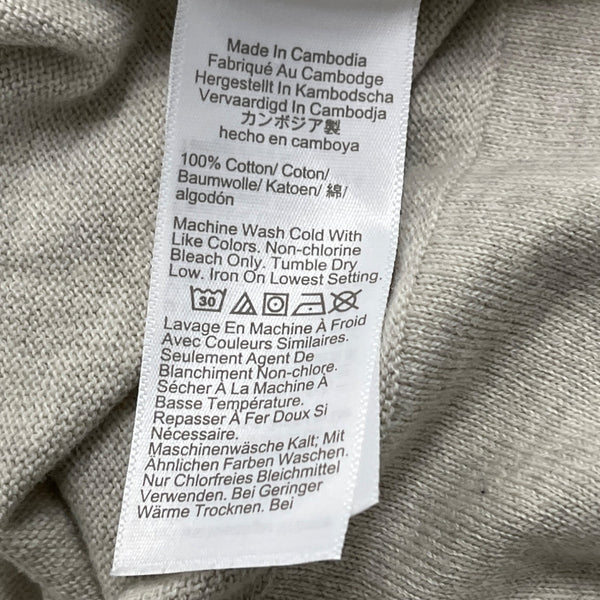 Made In Cambodia
Fabriqué Au Cambodge
Hergestellt In Kambodscha
Vervaardigd In Cambodja
カンボジア製
hecho en camboya
100% Cotton/ Coton/
Baumwolle/ Katoen/ 綿/
algodón
Machine Wash Cold With
Like Colors. Non-chlorine
Bleach Only. Tumble Dry
Low. Iron On Lowest Setting.
30
Lavage En Machine À Froid
Avec Couleurs Similaires.
Seulement Agent De
Blanchiment Non-chlore.
Sécher À La Machine À
Basse Température.
Repasser À Fer Doux Si
Nécessaire.
Maschinenwäsche Kalt; Mit
Ähnlichen Farben Waschen.
Nur Chlorfreies Bleichmittel
Verwenden. Bei Geringer
Wärme Trocknen. Bei